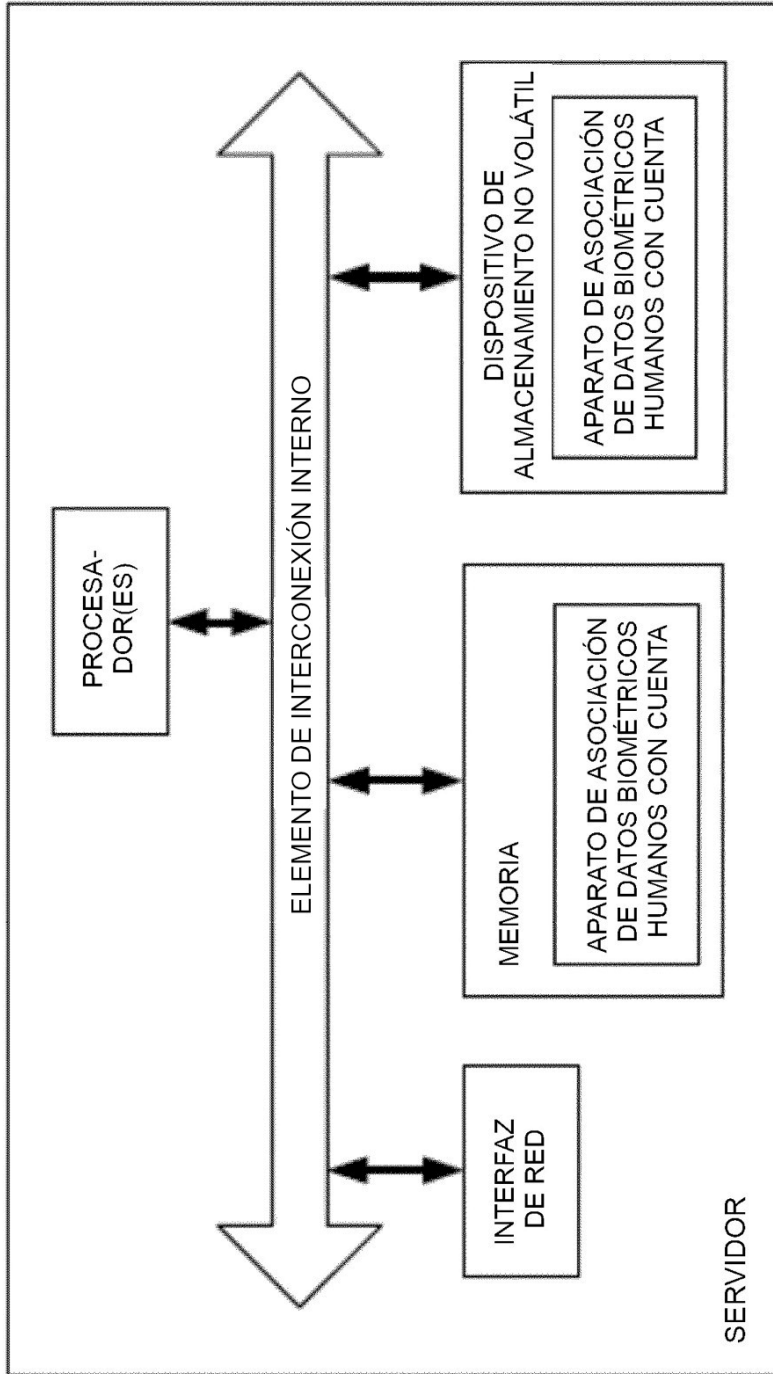 PROCESA-
DOR(ES)
ELEMENTO DE INTERCONEXIÓN INTERNO
INTERFAZ
DE RED
MEMORIA
APARATO DE ASOCIACIÓN
DE DATOS BIOMÉTRICOS
HUMANOS CON CUENTA
DISPOSITIVO DE
ALMACENAMIENTO NO VOLÁTIL
APARATO DE ASOCIACIÓN
DE DATOS BIOMÉTRICOS
HUMANOS CON CUENTA
SERVIDOR